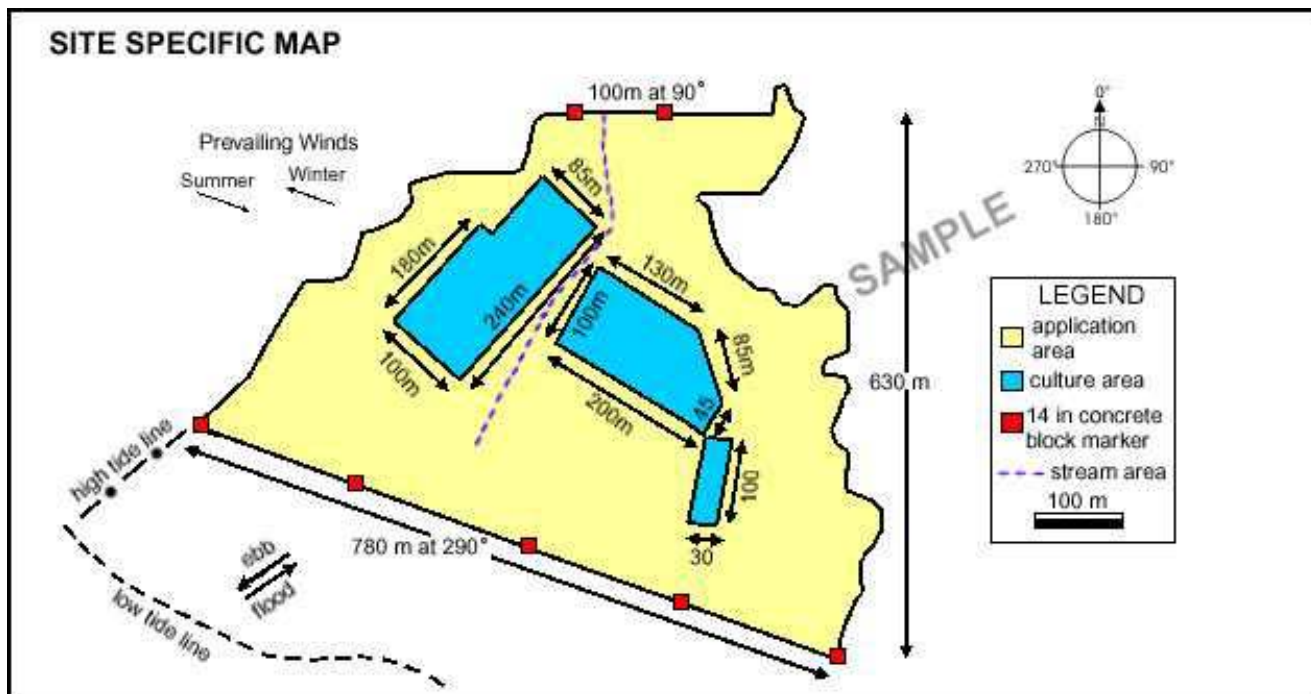 SITE SPECIFIC MAP
100m at 90°
Prevailing Winds
Summer
Winter
0°
N
270°
90°
180°
85m
180m
240m
100m
130m
100m
85m
200m
45
100
30
SAMPLE
630 m
LEGEND
application
area
culture area
14 in concrete
block marker
stream area
100 m
high tide line
780 m at 290°
ebb
flood
low tide line